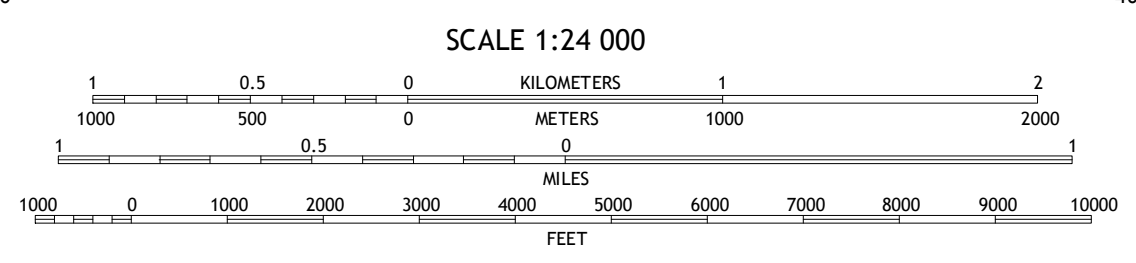 SCALE 1:24 000
1 0.5 0 KILOMETERS 1 2
1000 500 0 METERS 1000 2000
1 0.5 0 1
MILES
1000 0 1000 2000 3000 4000 5000 6000 7000 8000 9000 10000
FEET